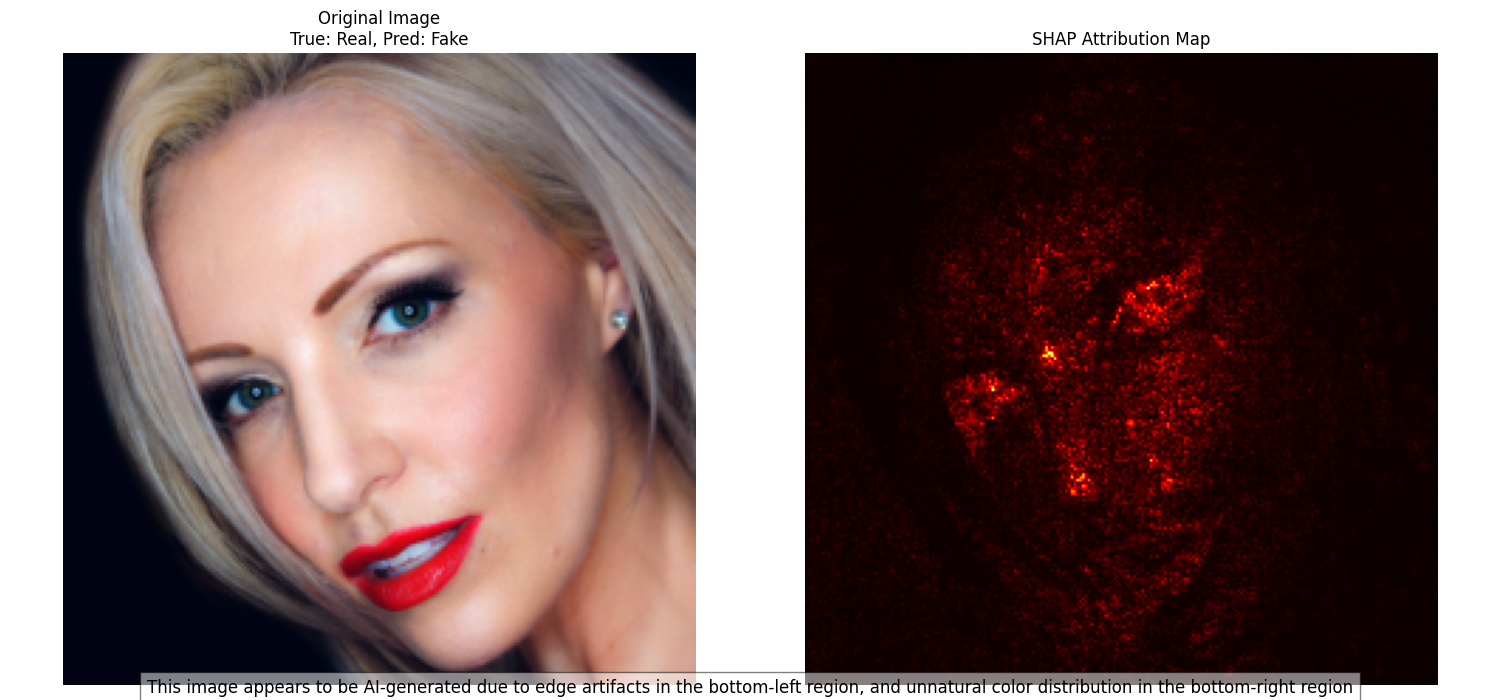 Original Image
True: Real, Pred: Fake
SHAP Attribution Map
This image appears to be AI-generated due to edge artifacts in the bottom-left region, and unnatural color distribution in the bottom-right region